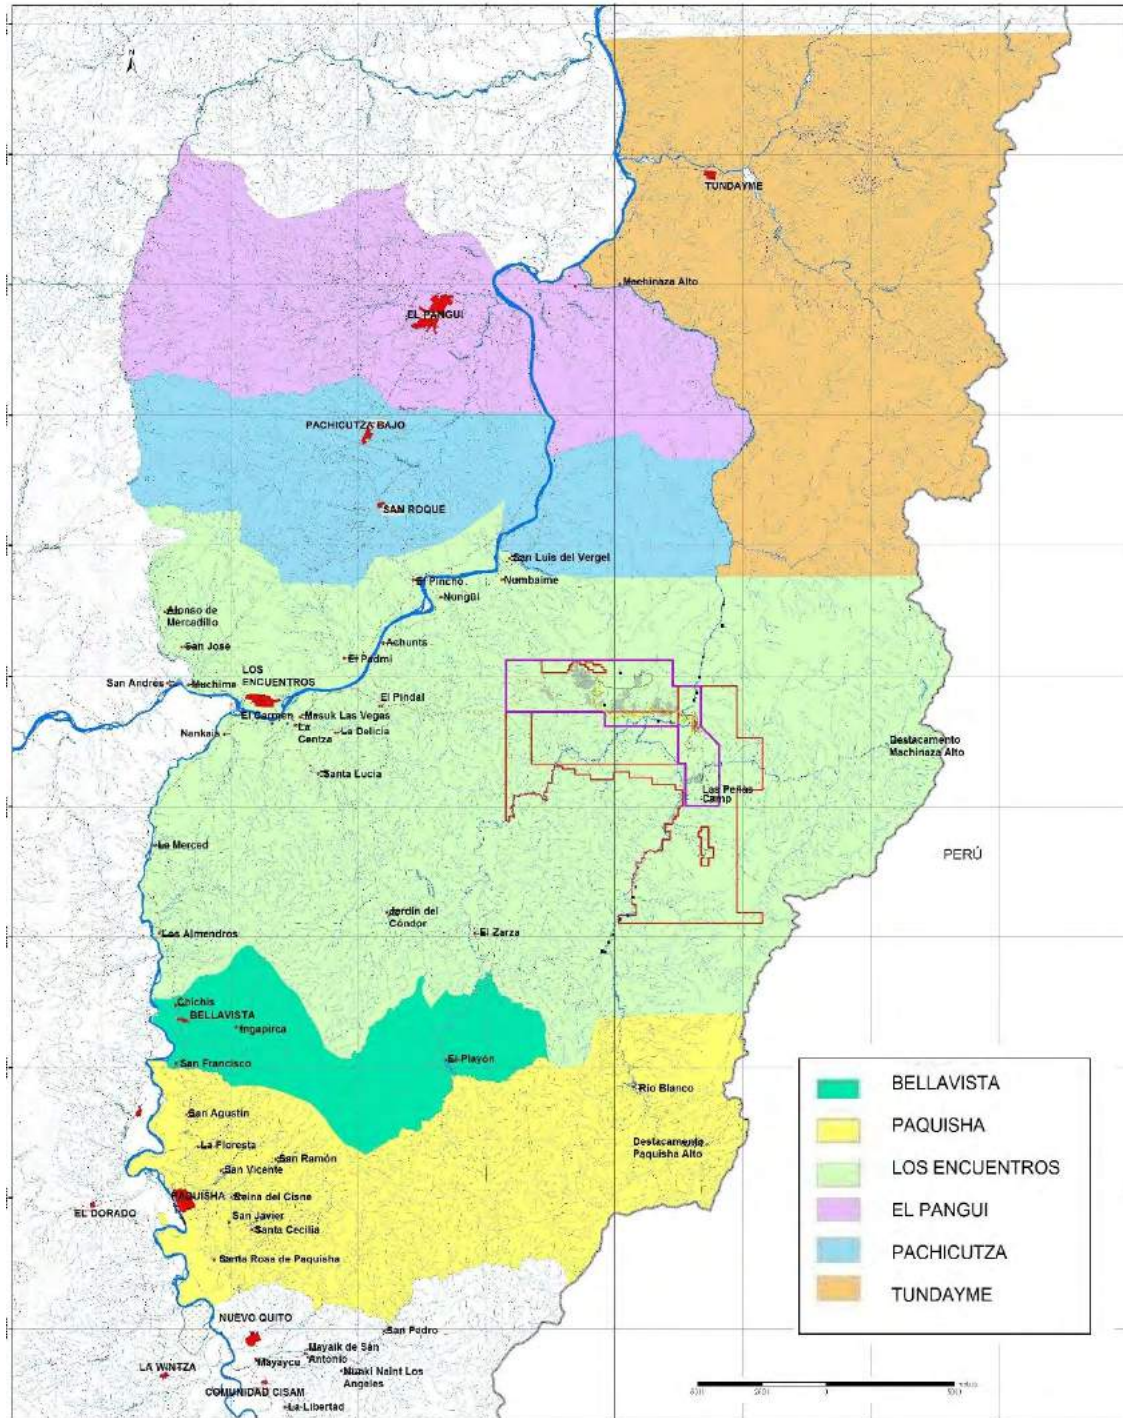 N
TUNDAYME
Machinaza Alto
EL PANGUI
PACHICUTZA BAJO
SAN ROQUE
San Luis del Vergel
El Pincho
Numbaime
Nungüi
Alonso de
Mercadillo
San Jose
Achunts
El Padmi
LOS
ENCUENTROS
San Andrés
Muchime
El Pindal
El Carmen
Masuk Las Vegas
La
Centza
La Delicia
Nankais
Destacamento
Machinaza Alto
Santa Lucia
Las Peñas
Camp
La Merced
PERÚ
Jardín del
Cóndor
Los Almendros
El Zarza
Chichis
BELLAVISTA
Ingapirca
San Francisco
El Playón
Río Blanco
San Agustín
La Floresta
Destacamento
Paquisha Alto
San Ramón
San Vicente
PAQUISHA
Reina del Cisne
EL DORADO
San Javier
Santa Cecilia
Santa Rosa de Paquisha
NUEVO QUITO
San Pedro
Mayaik de San
Antonio
Mayaycu
LA WINTZA
Nunki Naint Los
Angeles
COMUNIDAD CISAM
La Libertad
BELLAVISTA
PAQUISHA
LOS ENCUENTROS
EL PANGUI
PACHICUTZA
TUNDAYME
0